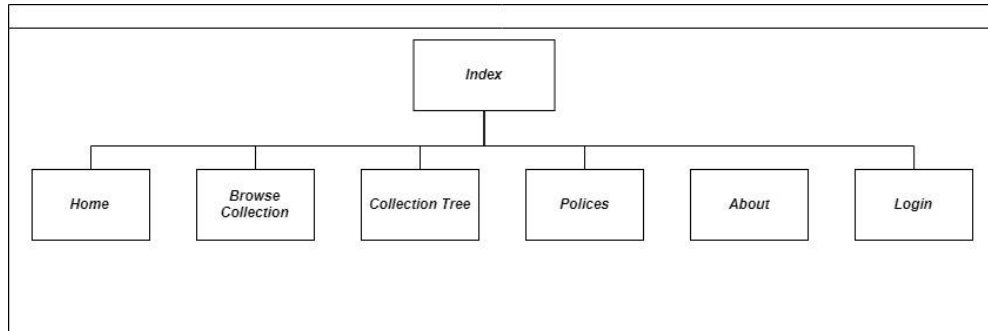 Index
Home
Browse
Collection
Collection Tree
Polices
About
Login